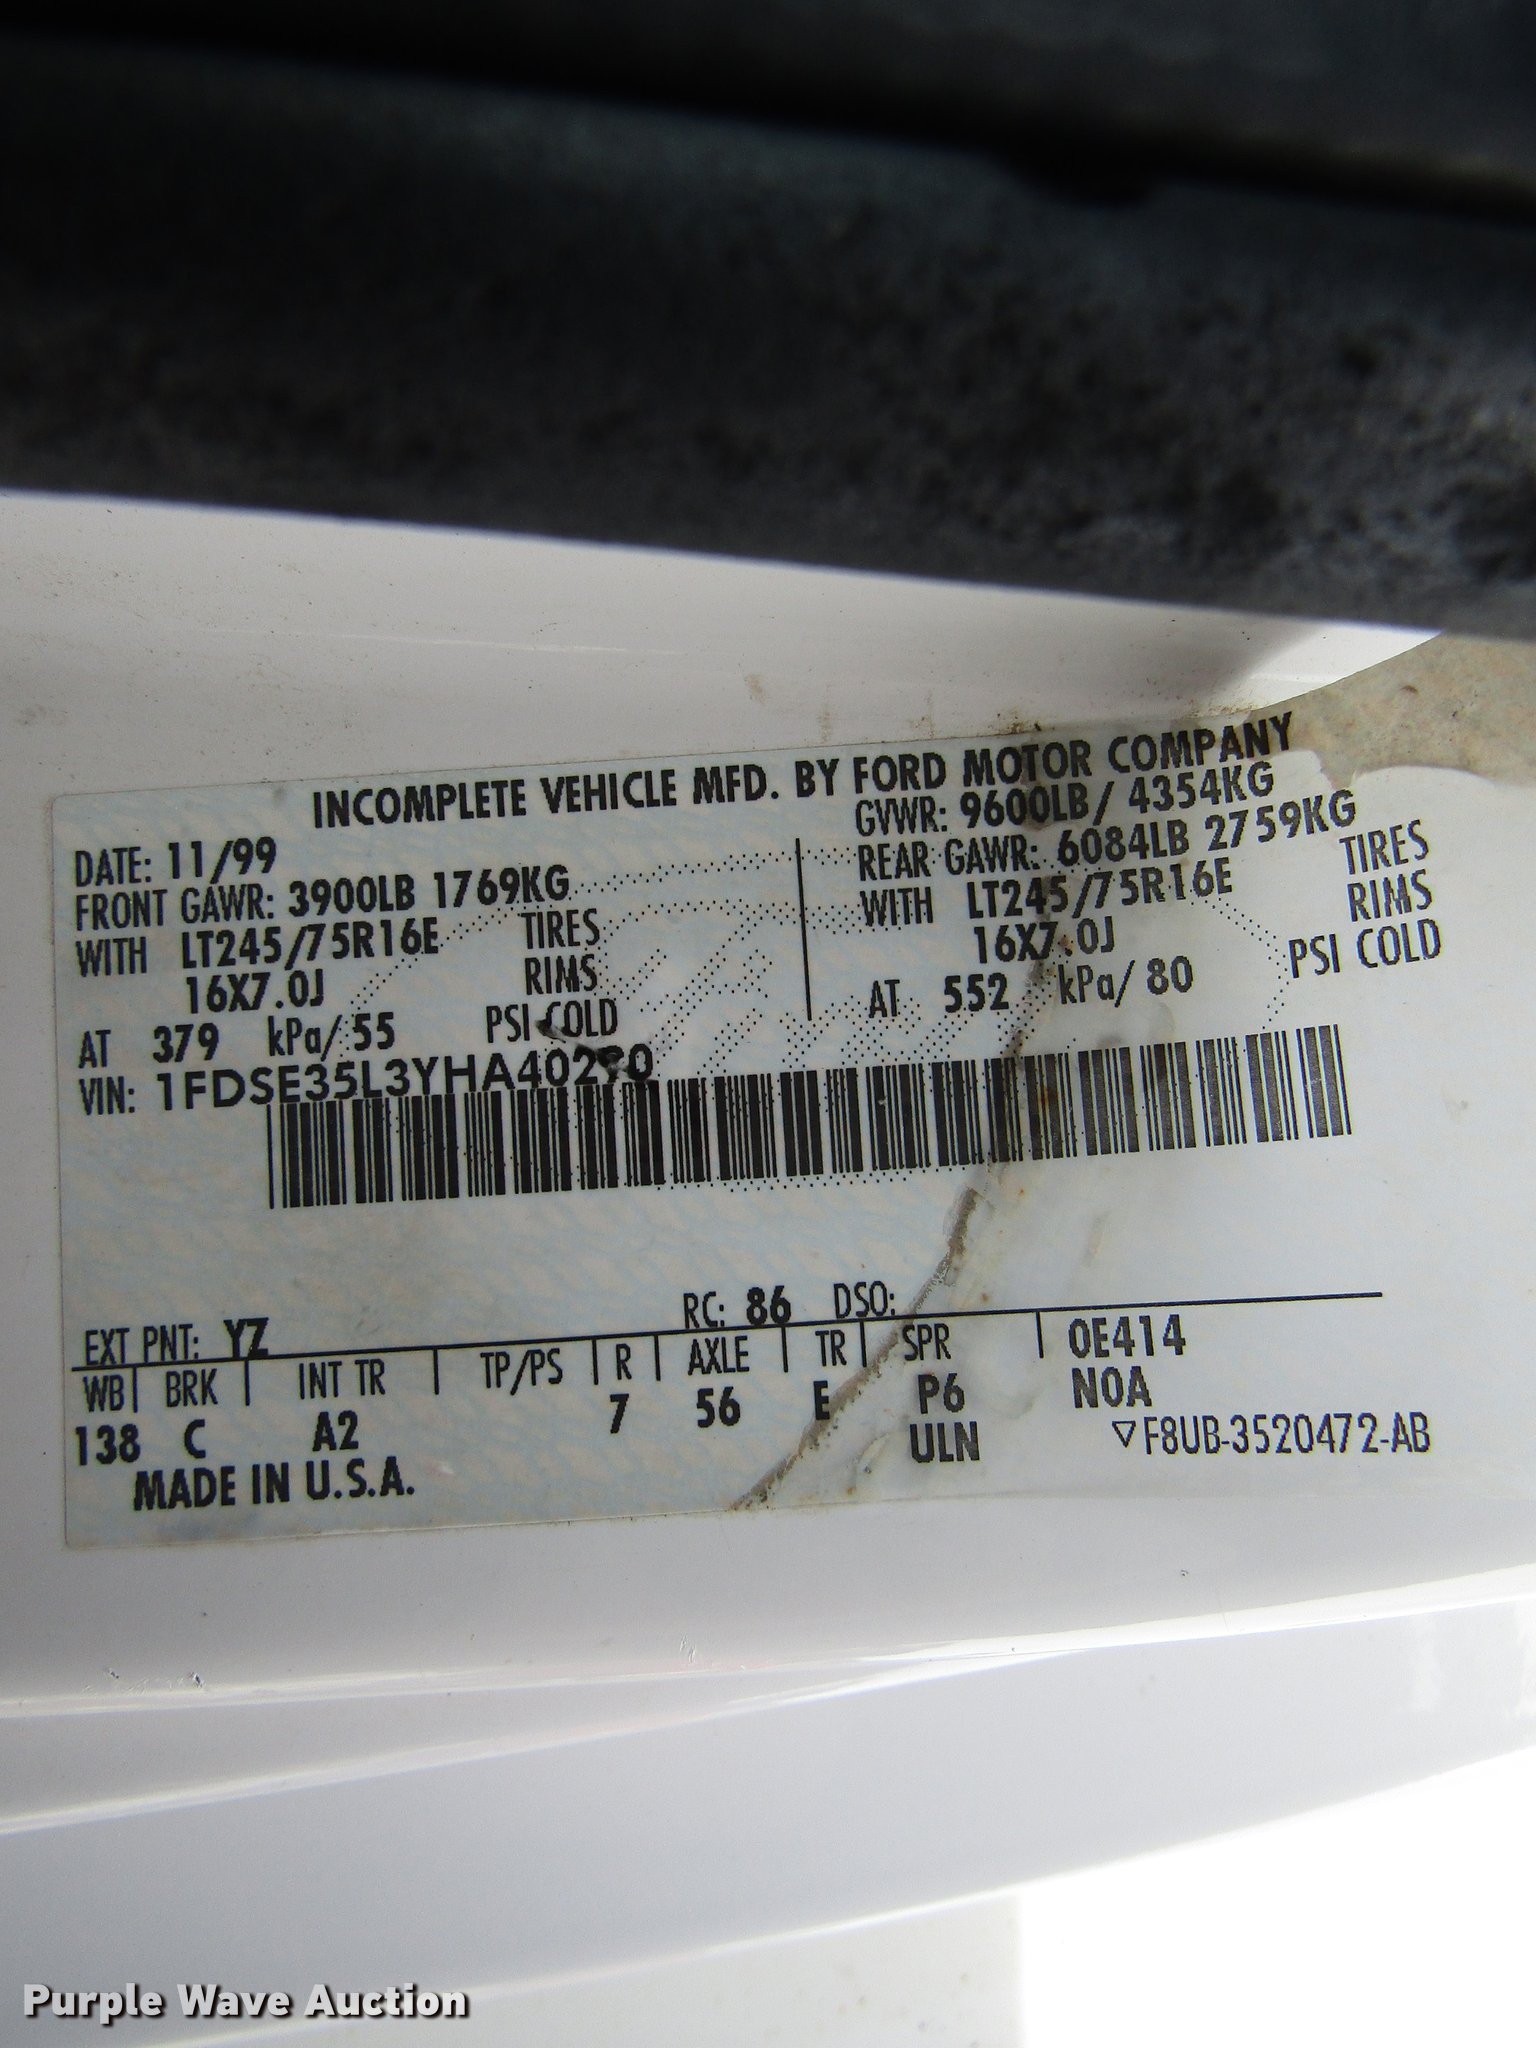 INCOMPLETE VEHICLE MFD. BY FORD MOTOR COMPANY
DATE: 11/99
GVWR: 9600LB/ 4354KG
FRONT GAWR: 3900LB 1769KG
REAR GAWR: 6084LB 2759KG
WITH LT245/75R16E TIRES
WITH LT245/75R16E TIRES
16X7.0J RIMS
16X7.0J RIMS
AT 379 kPa/ 55 PSI COLD
AT 552 kPa/ 80 PSI COLD
VIN: 1FDSE35L3YHA40290
EXT PNT: YZ RC: 86 DSO:
WB BRK INT TR TP/PS R AXLE TR SPR 0E414
138 C A2 7 56 E P6 NOA
ULN ▽F8UB-3520472-AB
MADE IN U.S.A.
Purple Wave Auction